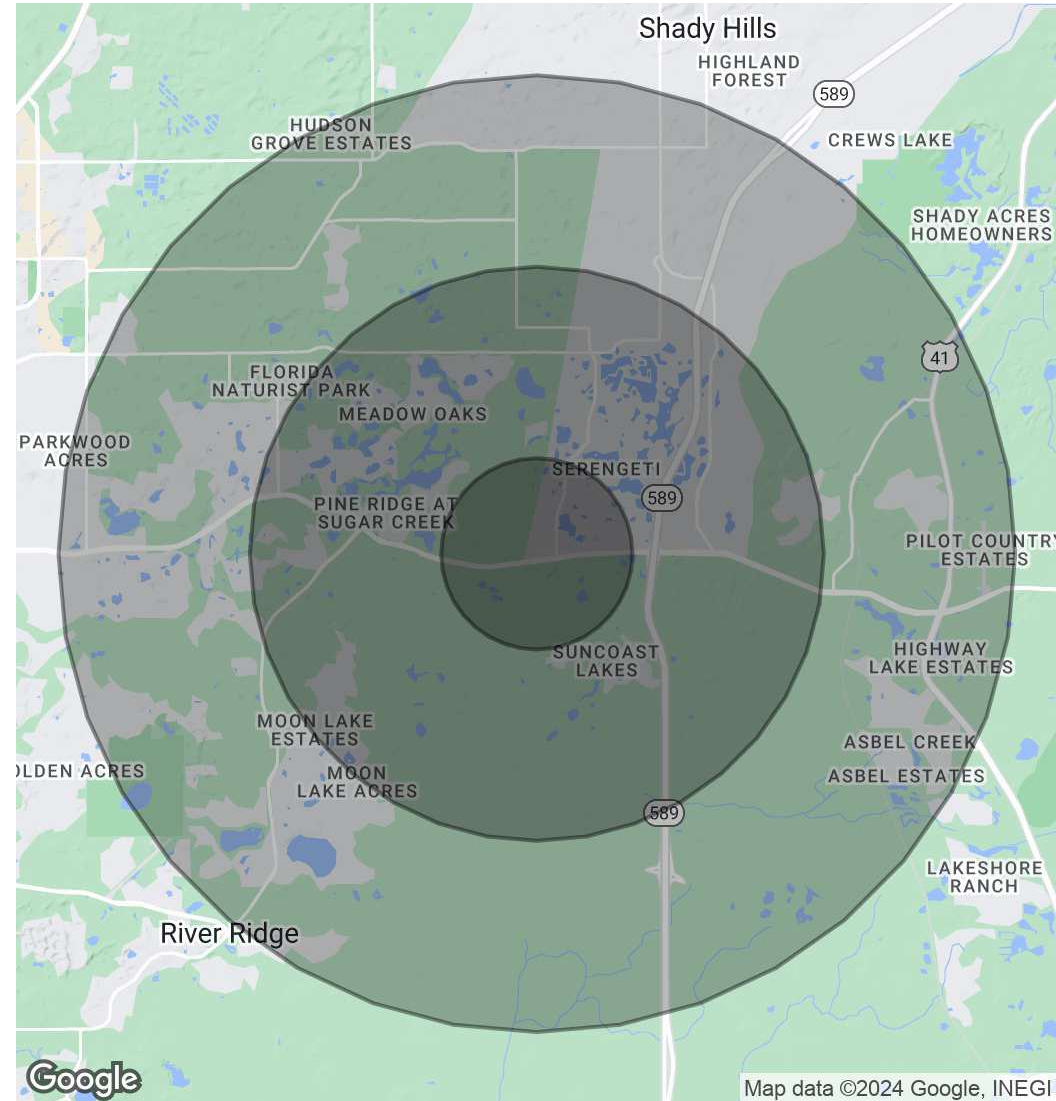 Shady Hills
HIGHLAND
FOREST
589
HUDSON
GROVE ESTATES
CREWS LAKE
SHADY ACRES
HOMEOWNERS
41
FLORIDA
NATURIST PARK
MEADOW OAKS
PARKWOOD
ACRES
SERENGETI
589
PINE RIDGE AT
SUGAR CREEK
PILOT COUNTRY
ESTATES
SUNCOAST
LAKES
HIGHWAY
LAKE ESTATES
MOON LAKE
ESTATES
ASBEL CREEK
OLDEN ACRES
MOON
LAKE ACRES
ASBEL ESTATES
589
LAKESHORE
RANCH
River Ridge
Google
Map data ©2024 Google, INEGI